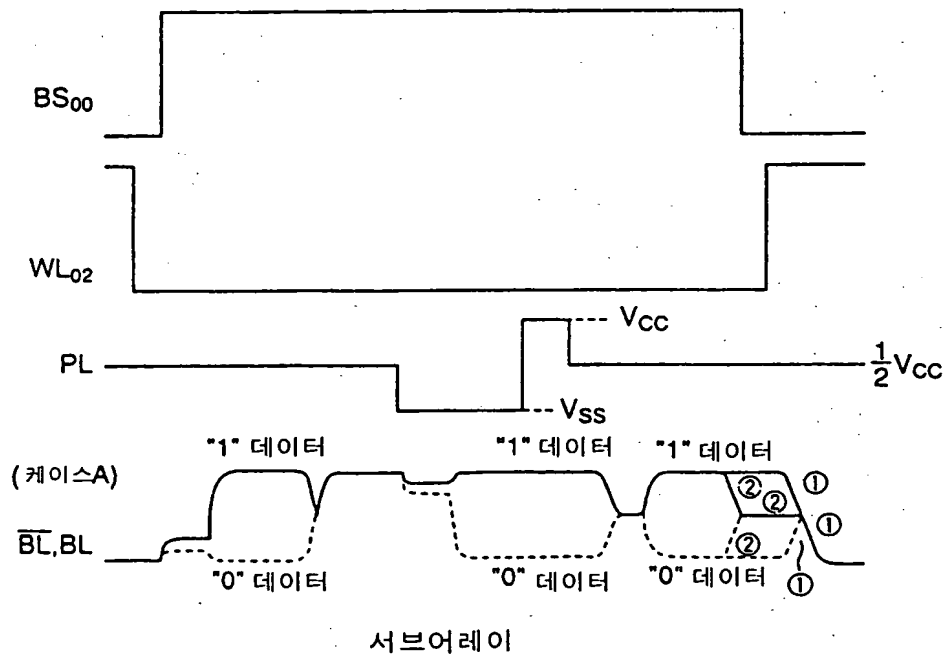 BS00
WL02
VCC
PL
1/2 VCC
VSS
"1" 데이터 "1" 데이터 "1" 데이터
(케이스A)
② ① ② ①
BL,BL ②
"0" 데이터 "0" 데이터 "0" 데이터 ①
서브어레이